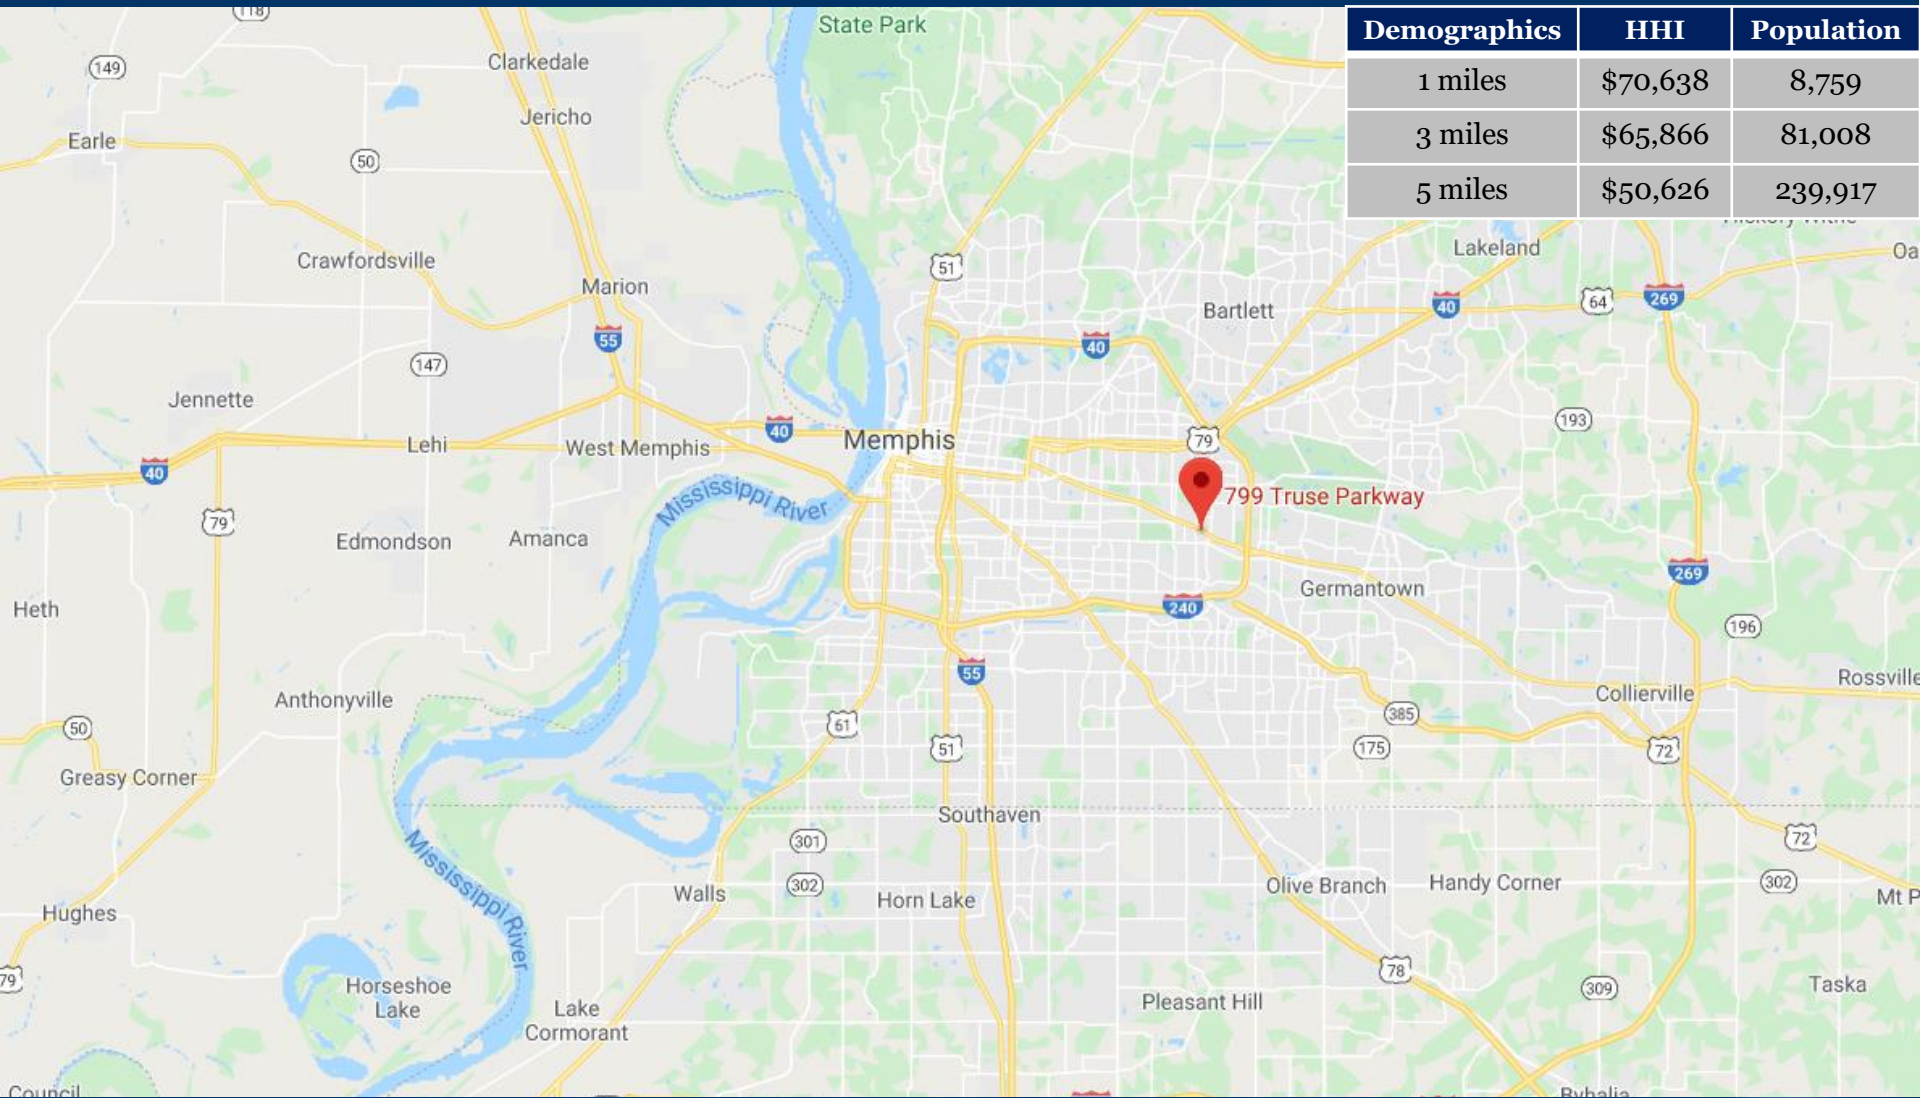 Demographics HHI Population
1 miles $70,638 8,759
3 miles $65,866 81,008
5 miles $50,626 239,917
118
State Park
149
Clarkedale
Jericho
Earle
50
Crawfordsville
51
Lakeland
Oa
Marion
55
Bartlett
40
64
269
147
40
Jennette
193
Lehi
West Memphis
40
Memphis
79
40
Mississippi River
799 Truse Parkway
79
Edmondson
Amanca
269
Germantown
Heth
240
196
55
Rossville
Anthonyville
Collierville
50
61
385
51
175
72
Greasy Corner
Southaven
301
72
Mississippi River
Walls
302
Horn Lake
Olive Branch
Handy Corner
302
Mt P
Hughes
79
78
Horseshoe
Lake
309
Taska
Lake
Cormorant
Pleasant Hill
Council
Byhalia